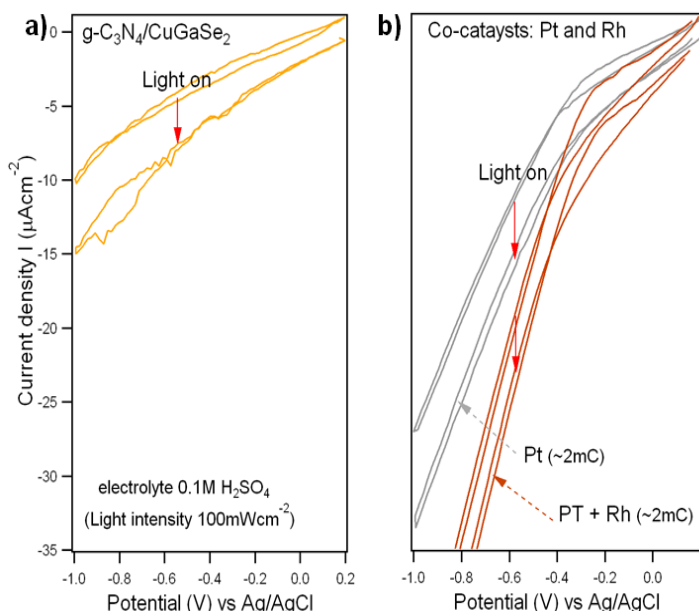 a)
g-C₃N₄/CuGaSe₂
Light on
electrolyte 0.1M H₂SO₄
(Light intensity 100mWcm⁻²)
Current density I (µAcm⁻²)
0
-5
-10
-15
-20
-25
-30
-35
-1.0 -0.8 -0.6 -0.4 -0.2 0.0 0.2
Potential (V) vs Ag/AgCl
b)
Co-cataysts: Pt and Rh
Light on
Pt (~2mC)
PT + Rh (~2mC)
-1.0 -0.8 -0.6 -0.4 -0.2 0.0
Potential (V) vs Ag/AgCl